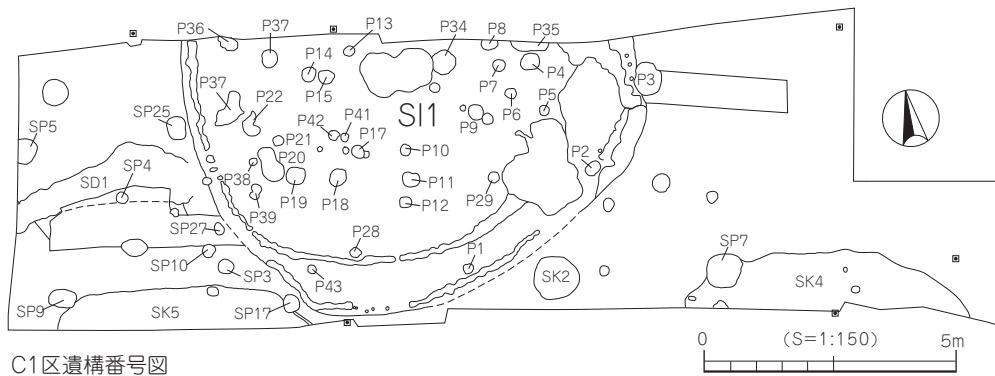 P36
P37
P13
P34
P8
P35
P14
P15
P7
P4
P3
P37
P22
SI1
P6
P5
SP25
P42
P41
P17
P9
SP5
P21
P20
P10
P2
SP4
SD1
P38
P19
P18
P11
P29
P39
P12
SP27
P28
P1
SP10
SP3
P43
SK2
SP7
SK4
SP9
SK5
SP17
0
(S=1:150)
5m
C1区遺構番号図